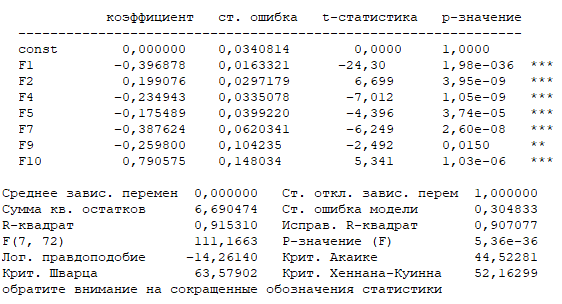 коэффициент ст. ошибка t-статистика p-значение
const 0,000000 0,0340814 0,0000 1,0000
F1 −0,396878 0,0163321 −24,30 1,98e-036 ***
F2 0,199076 0,0297179 6,699 3,95e-09 ***
F4 −0,234943 0,0335078 −7,012 1,05e-09 ***
F5 −0,175489 0,0399220 −4,396 3,74e-05 ***
F7 −0,387624 0,0620341 −6,249 2,60e-08 ***
F9 −0,259800 0,104235 −2,492 0,0150 **
F10 0,790575 0,148034 5,341 1,03e-06 ***
Среднее завис. перемен 0,000000 Ст. откл. завис. перем 1,000000
Сумма кв. остатков 6,690474 Ст. ошибка модели 0,304833
R-квадрат 0,915310 Исправ. R-квадрат 0,907077
F(7, 72) 111,1663 Р-значение (F) 5,36e-36
Лог. правдоподобие −14,26140 Крит. Акаике 44,52281
Крит. Шварца 63,57902 Крит. Хеннана-Куинна 52,16299
обратите внимание на сокращенные обозначения статистики